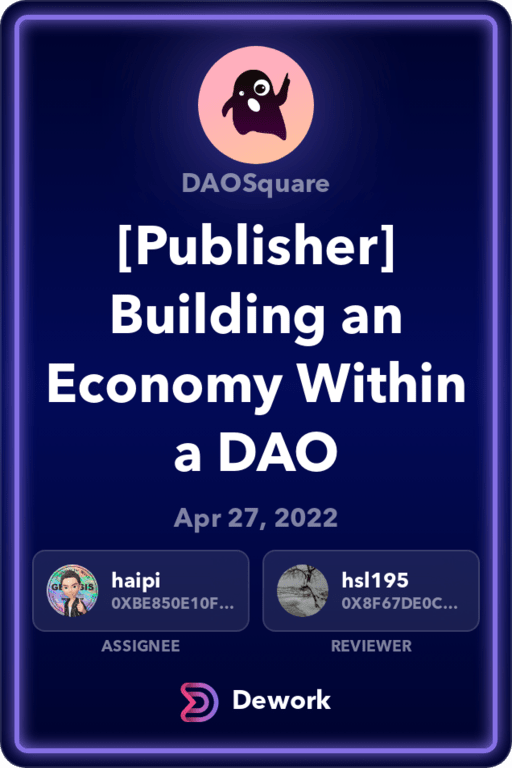 DAOSquare
[Publisher]
Building an
Economy Within
a DAO
Apr 27, 2022
haipi
0XBE850E10F...
hsl195
0X8F67DE0C...
ASSIGNEE
REVIEWER
Dework